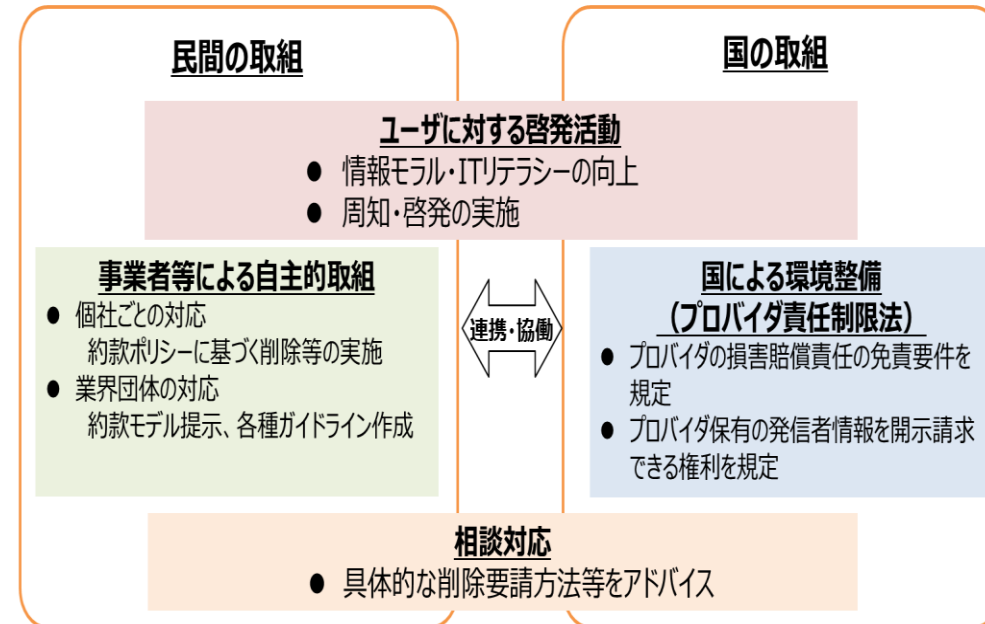 民間の取組
国の取組
ユーザに対する啓発活動
● 情報モラル・ITリテラシーの向上
● 周知・啓発の実施
事業者等による自主的取組
● 個社ごとの対応
約款ポリシーに基づく削除等の実施
● 業界団体の対応
約款モデル提示、各種ガイドライン作成
連携・協働
国による環境整備
（プロバイダ責任制限法）
● プロバイダの損害賠償責任の免責要件を
規定
● プロバイダ保有の発信者情報を開示請求
できる権利を規定
相談対応
● 具体的な削除要請方法等をアドバイス